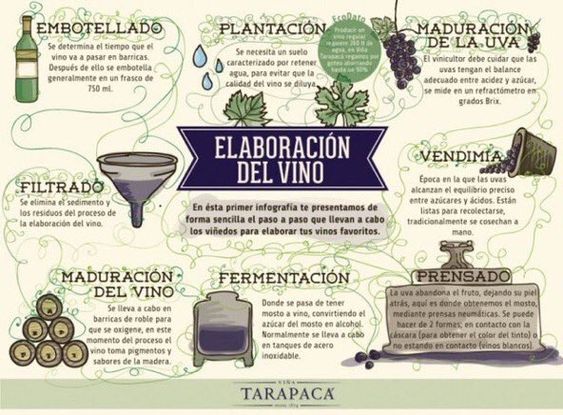 ELABORACIÓN
DEL VINO
En ésta primer infografía te presentamos de
forma sencilla el paso a paso que llevan a cabo
los viñedos para elaborar tus vinos favoritos.
PLANTACIÓN
Se necesita un suelo
caracterizado por retener
agua, para evitar que la
calidad del vino se diluya.
EcoDato
Producir un
vino regular
requiere 760 lt de
agua, en Viña
Tarapacá regamos por
goteo ahorrando
hasta un 90%
MADURACIÓN
DE LA UVA
El vinicultor debe cuidar que las
uvas tengan el balance
adecuado entre acidez y azúcar,
se mide en un refractómetro en
grados Brix.
VENDIMIA
Época en la que las uvas
alcanzan el equilibrio preciso
entre azúcares y ácidos. Están
listas para recolectarse,
tradicionalmente se cosechan a
mano.
PRENSADO
La uva abandona el fruto, dejando su piel
atrás, aquí es donde obtenemos el mosto,
mediante prensas neumáticas. Se puede
hacer de 2 formas; en contacto con la
cáscara (para obtener el color del tinto) o
no estando en contacto (vinos blancos).
FERMENTACIÓN
Donde se pasa de tener
mosto a vino, convirtiendo el
azúcar del mosto en alcohol.
Normalmente se lleva a cabo
en tanques de acero
inoxidable.
MADURACIÓN
DEL VINO
Se lleva a cabo en
barricas de roble para
que se oxigene, en este
momento del proceso el
vino toma pigmentos y
sabores de la madera.
FILTRADO
Se elimina el sedimento y
los residuos del proceso de
la elaboración del vino.
EMBOTELLADO
Se determina el tiempo que el
vino va a pasar en barricas.
Después de ello se embotella
generalmente en un frasco de
750 ml.
VIÑA
TARAPACÁ